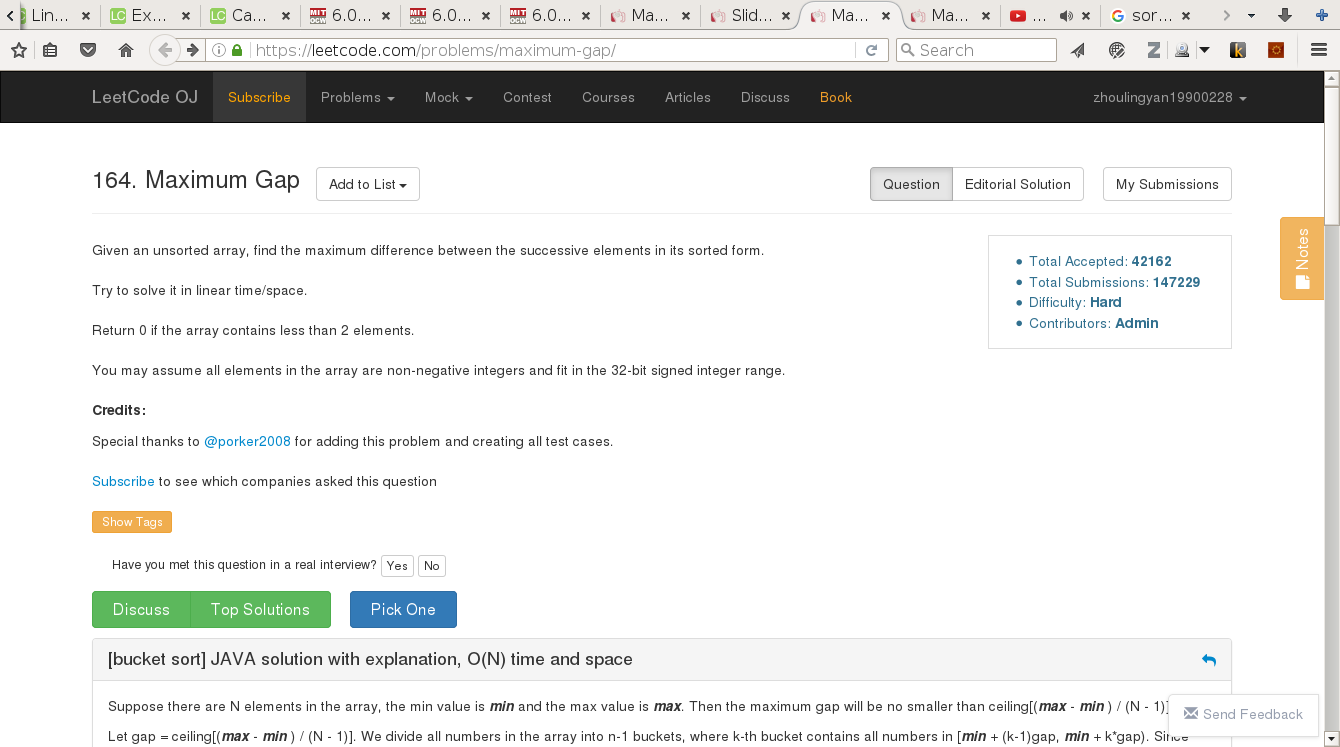 Lin... Ex... Ca... 6.0... 6.0... 6.0... Ma... Slid... Ma... Ma... ... sor...
https://leetcode.com/problems/maximum-gap/ Search
LeetCode OJ Subscribe Problems Mock Contest Courses Articles Discuss Book zhoulingyan19900228
164. Maximum Gap Add to List Question Editorial Solution My Submissions
Given an unsorted array, find the maximum difference between the successive elements in its sorted form.
Try to solve it in linear time/space.
Return 0 if the array contains less than 2 elements.
You may assume all elements in the array are non-negative integers and fit in the 32-bit signed integer range.
Total Accepted: 42162
Total Submissions: 147229
Difficulty: Hard
Contributors: Admin
Notes
Credits:
Special thanks to @porker2008 for adding this problem and creating all test cases.
Subscribe to see which companies asked this question
Show Tags
Have you met this question in a real interview? Yes No
Discuss Top Solutions Pick One
[bucket sort] JAVA solution with explanation, O(N) time and space
Suppose there are N elements in the array, the min value is min and the max value is max. Then the maximum gap will be no smaller than ceiling[(max - min ) / (N - 1)]
Let gap = ceiling[(max - min ) / (N - 1)]. We divide all numbers in the array into n-1 buckets, where k-th bucket contains all numbers in [min + (k-1)gap, min + k*gap). Since
Send Feedback